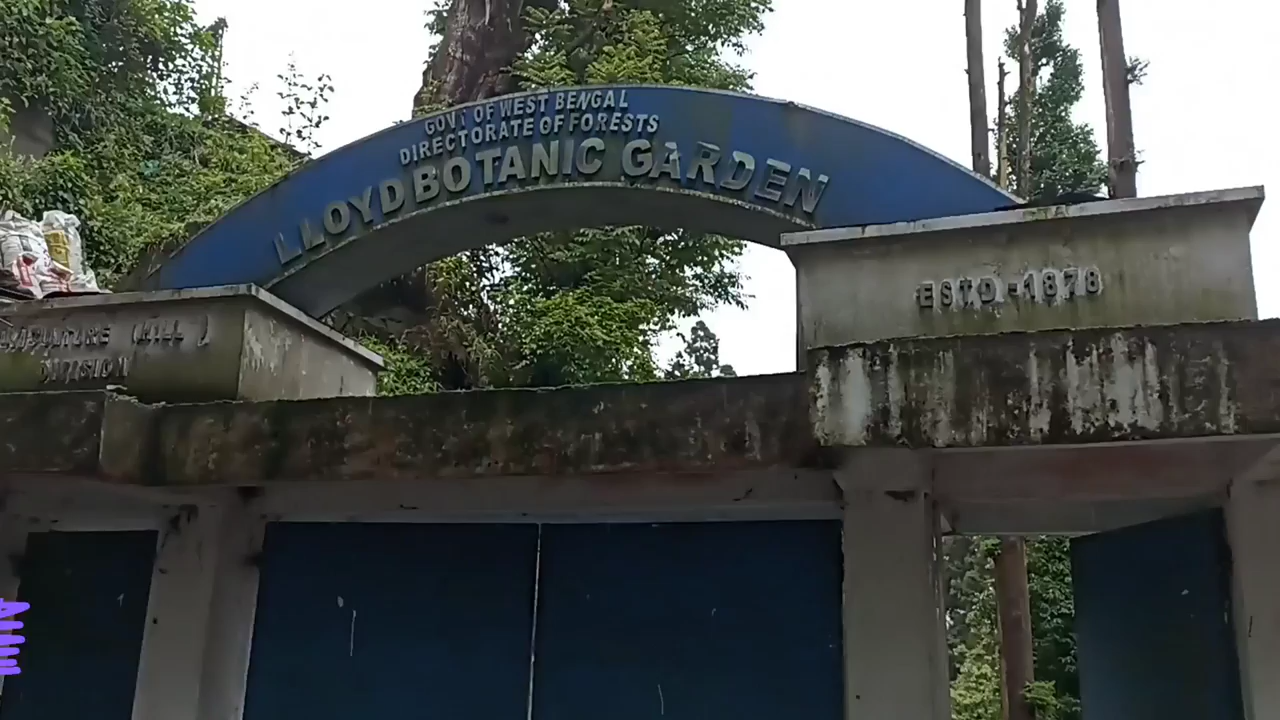 GOVT OF WEST BENGAL
DIRECTORATE OF FORESTS
LLOYD BOTANIC GARDEN
ESTD-1878
(HILL)
DIVISION